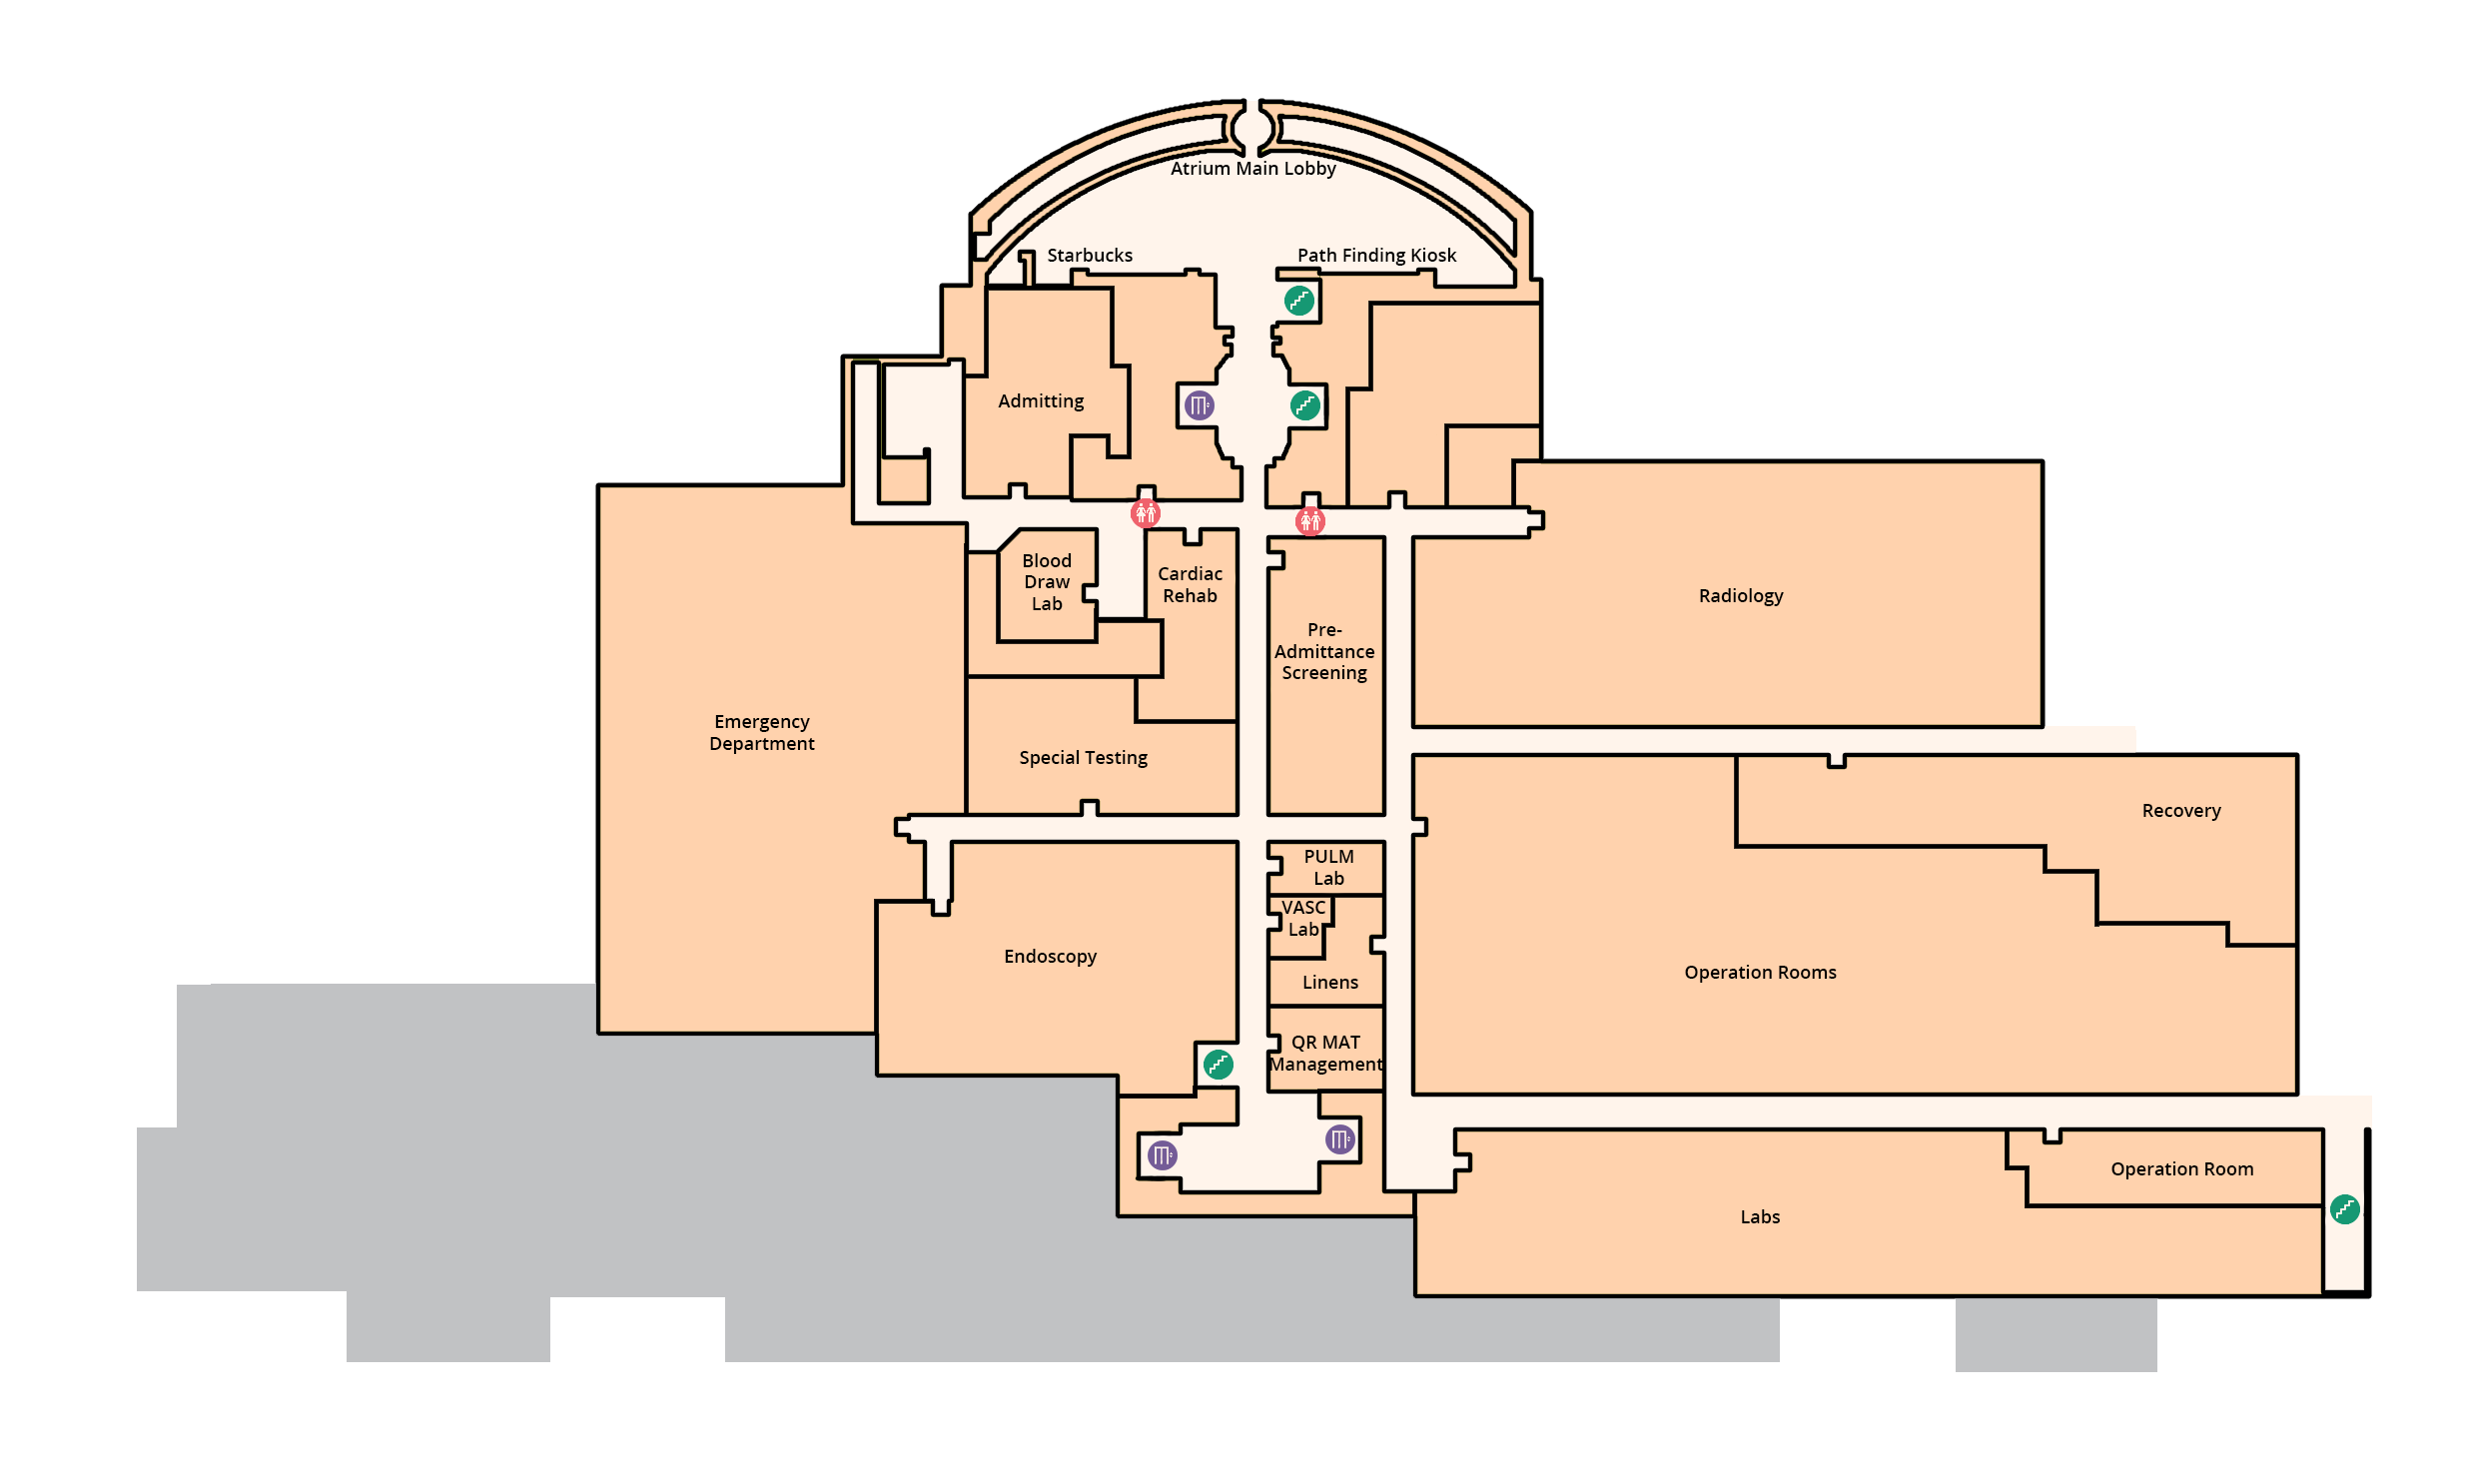 Atrium Main Lobby
Starbucks
Path Finding Kiosk
Admitting
Blood
Draw
Lab
Cardiac
Rehab
Radiology
Pre-
Admittance
Screening
Emergency
Department
Special Testing
Recovery
PULM
Lab
VASC
Lab
Endoscopy
Linens
Operation Rooms
QR MAT
Management
Operation Room
Labs